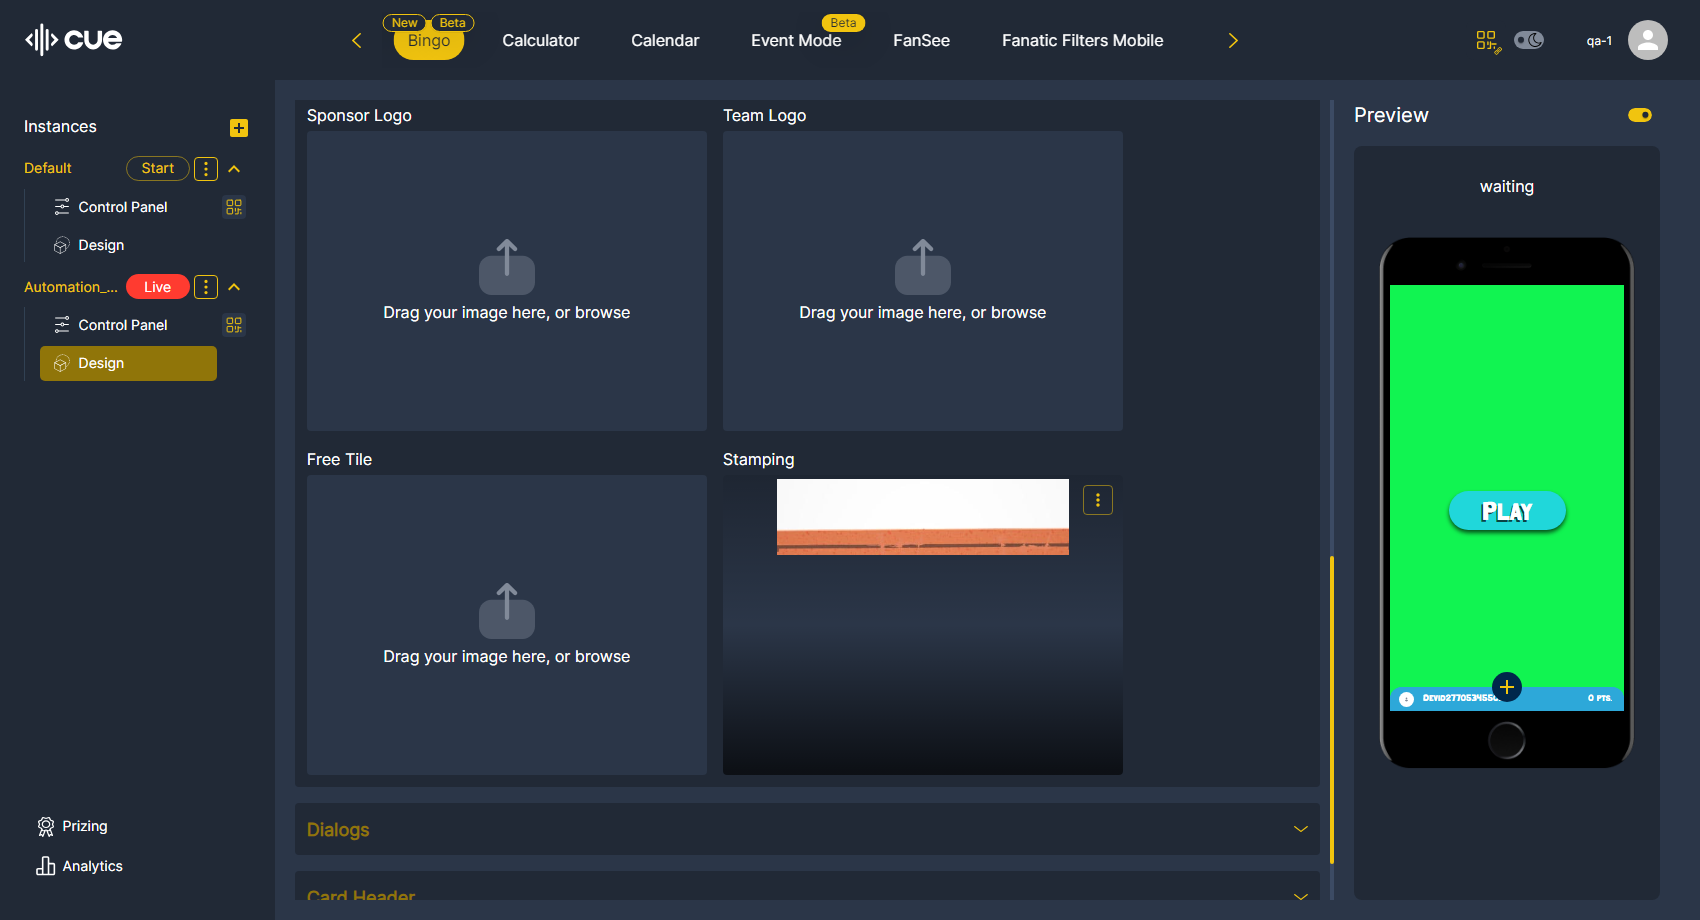 cue
New
Beta
Bingo
Calculator
Calendar
Beta
Event Mode
FanSee
Fanatic Filters Mobile
qa-1
Instances
Default
Start
Control Panel
Design
Automation_...
Live
Control Panel
Design
Prizing
Analytics
Sponsor Logo
Drag your image here, or browse
Team Logo
Drag your image here, or browse
Free Tile
Drag your image here, or browse
Stamping
Dialogs
Card Header
Preview
waiting
PLAY
0 PTS.